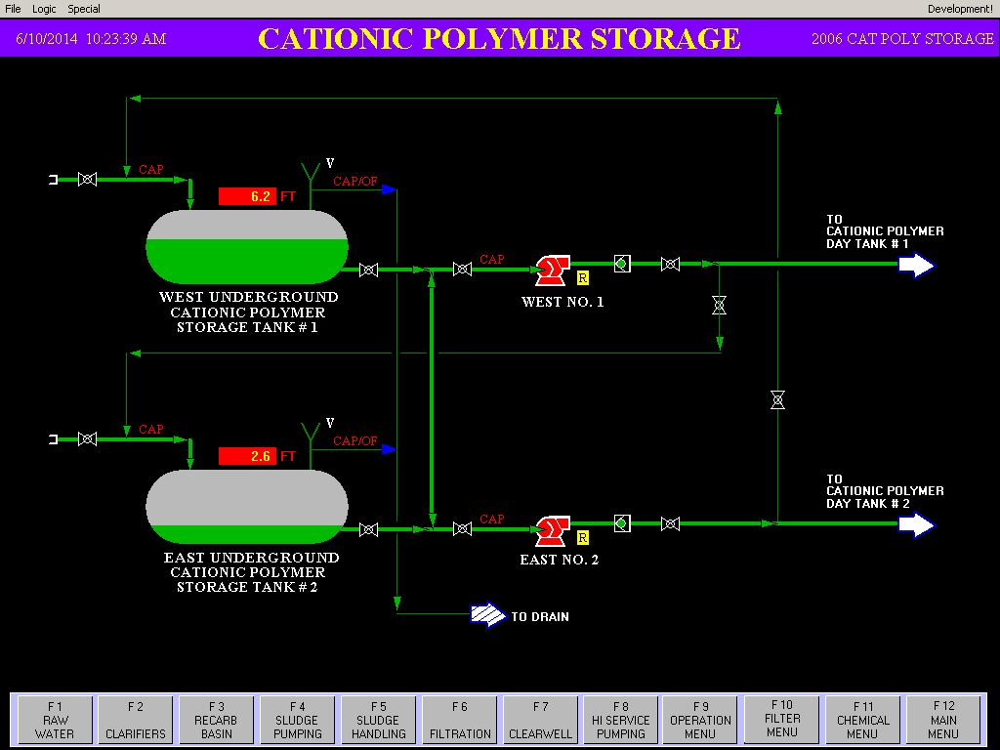 File Logic Special Development!
6/10/2014 10:23:39 AM CATIONIC POLYMER STORAGE 2006 CAT POLY STORAGE
V
CAP
CAP/OF
6.2 FT
TO
CATIONIC POLYMER
DAY TANK # 1
CAP
R
WEST UNDERGROUND
CATIONIC POLYMER
STORAGE TANK # 1
WEST NO. 1
V
CAP
CAP/OF
2.6 FT
TO
CATIONIC POLYMER
DAY TANK # 2
CAP
R
EAST UNDERGROUND
CATIONIC POLYMER
STORAGE TANK # 2
EAST NO. 2
TO DRAIN
F 1
RAW
WATER
F 2
CLARIFIERS
F 3
RECARB
BASIN
F 4
SLUDGE
PUMPING
F 5
SLUDGE
HANDLING
F 6
FILTRATION
F 7
CLEARWELL
F 8
HI SERVICE
PUMPING
F 9
OPERATION
MENU
F 10
FILTER
MENU
F 11
CHEMICAL
MENU
F 12
MAIN
MENU